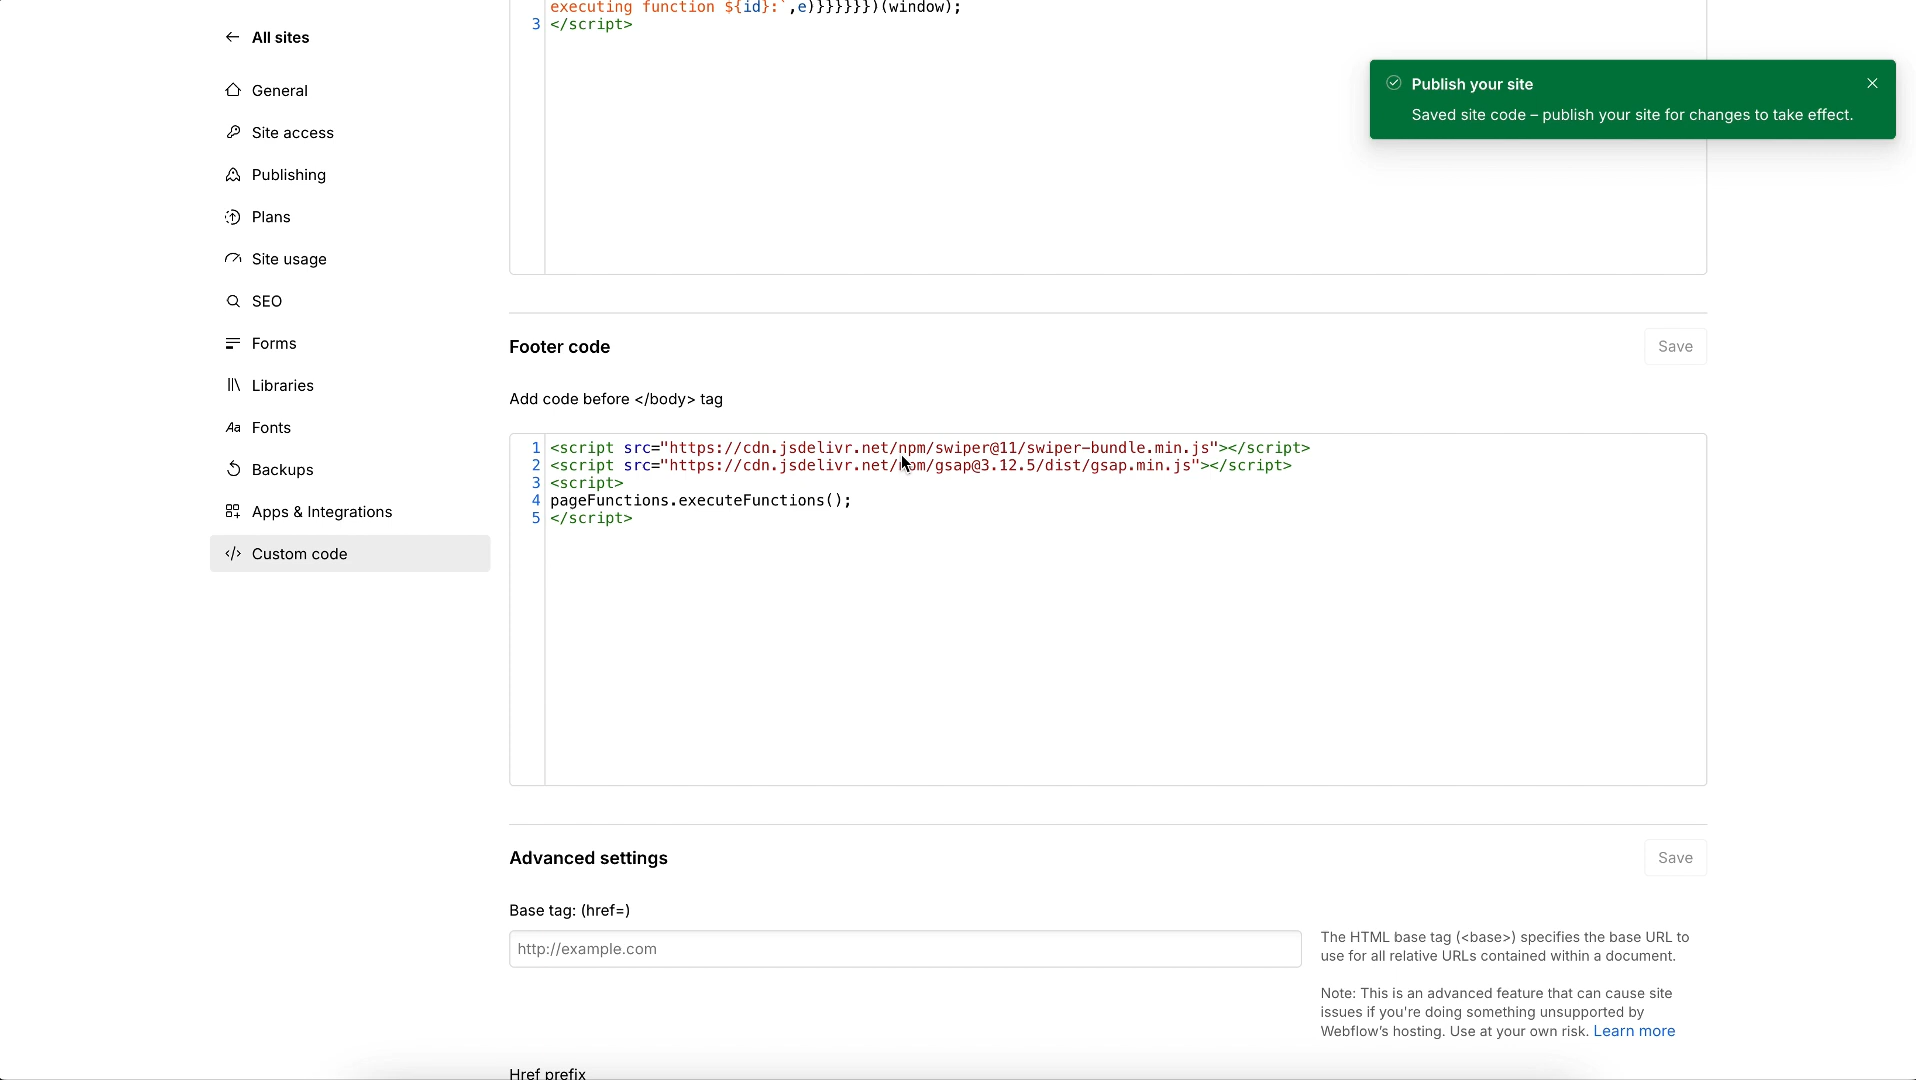 executing function ${id}:`,e)}}}}}})(window);
3 </script>
All sites
General
Site access
Publishing
Plans
Site usage
SEO
Forms
Libraries
Fonts
Backups
Apps & Integrations
Custom code
Publish your site
Saved site code – publish your site for changes to take effect.
Footer code
Save
Add code before </body> tag
1 <script src="https://cdn.jsdelivr.net/npm/swiper@11/swiper-bundle.min.js"></script>
2 <script src="https://cdn.jsdelivr.net/npm/gsap@3.12.5/dist/gsap.min.js"></script>
3 <script>
4 pageFunctions.executeFunctions();
5 </script>
Advanced settings
Save
Base tag: (href=)
http://example.com
The HTML base tag (<base>) specifies the base URL to
use for all relative URLs contained within a document.
Note: This is an advanced feature that can cause site
issues if you're doing something unsupported by
Webflow's hosting. Use at your own risk. Learn more
Href prefix